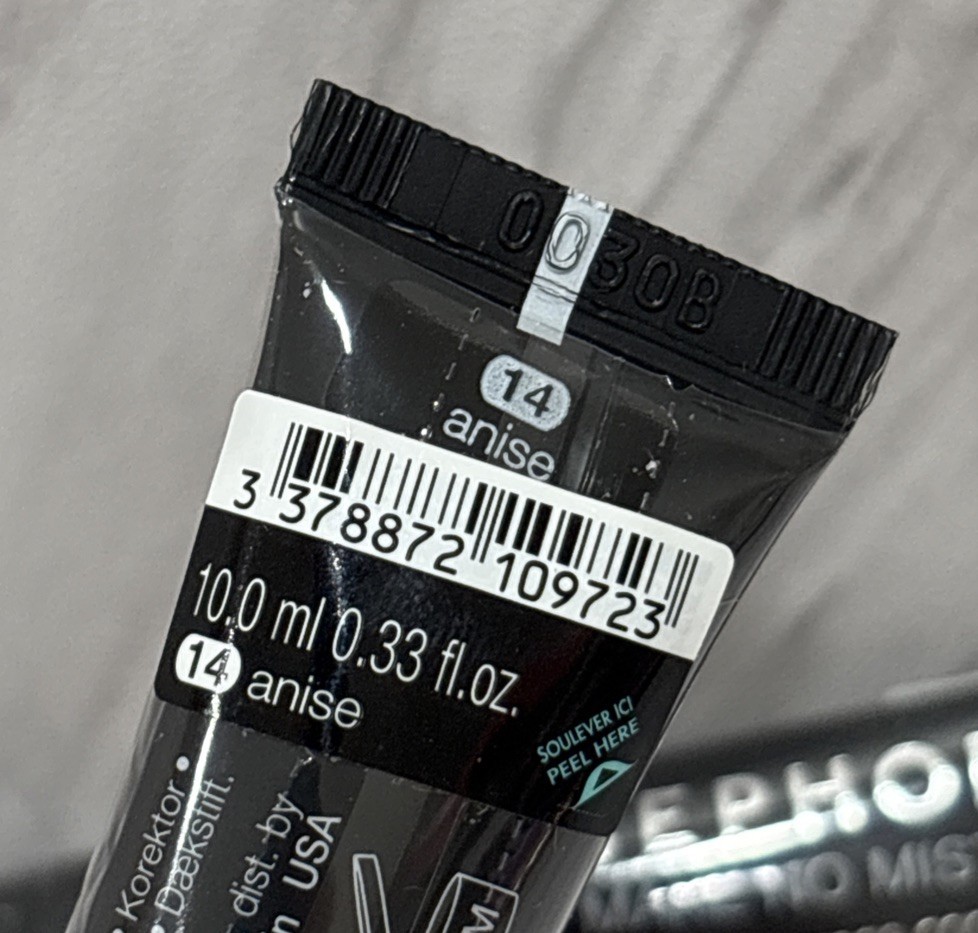 0030B
14
anise
3 378872 109723
10.0 ml 0.33 fl.oz.
14 anise
SOULEVER ICI
PEEL HERE
Korektor •
• Dækstift.
dist. by
USA